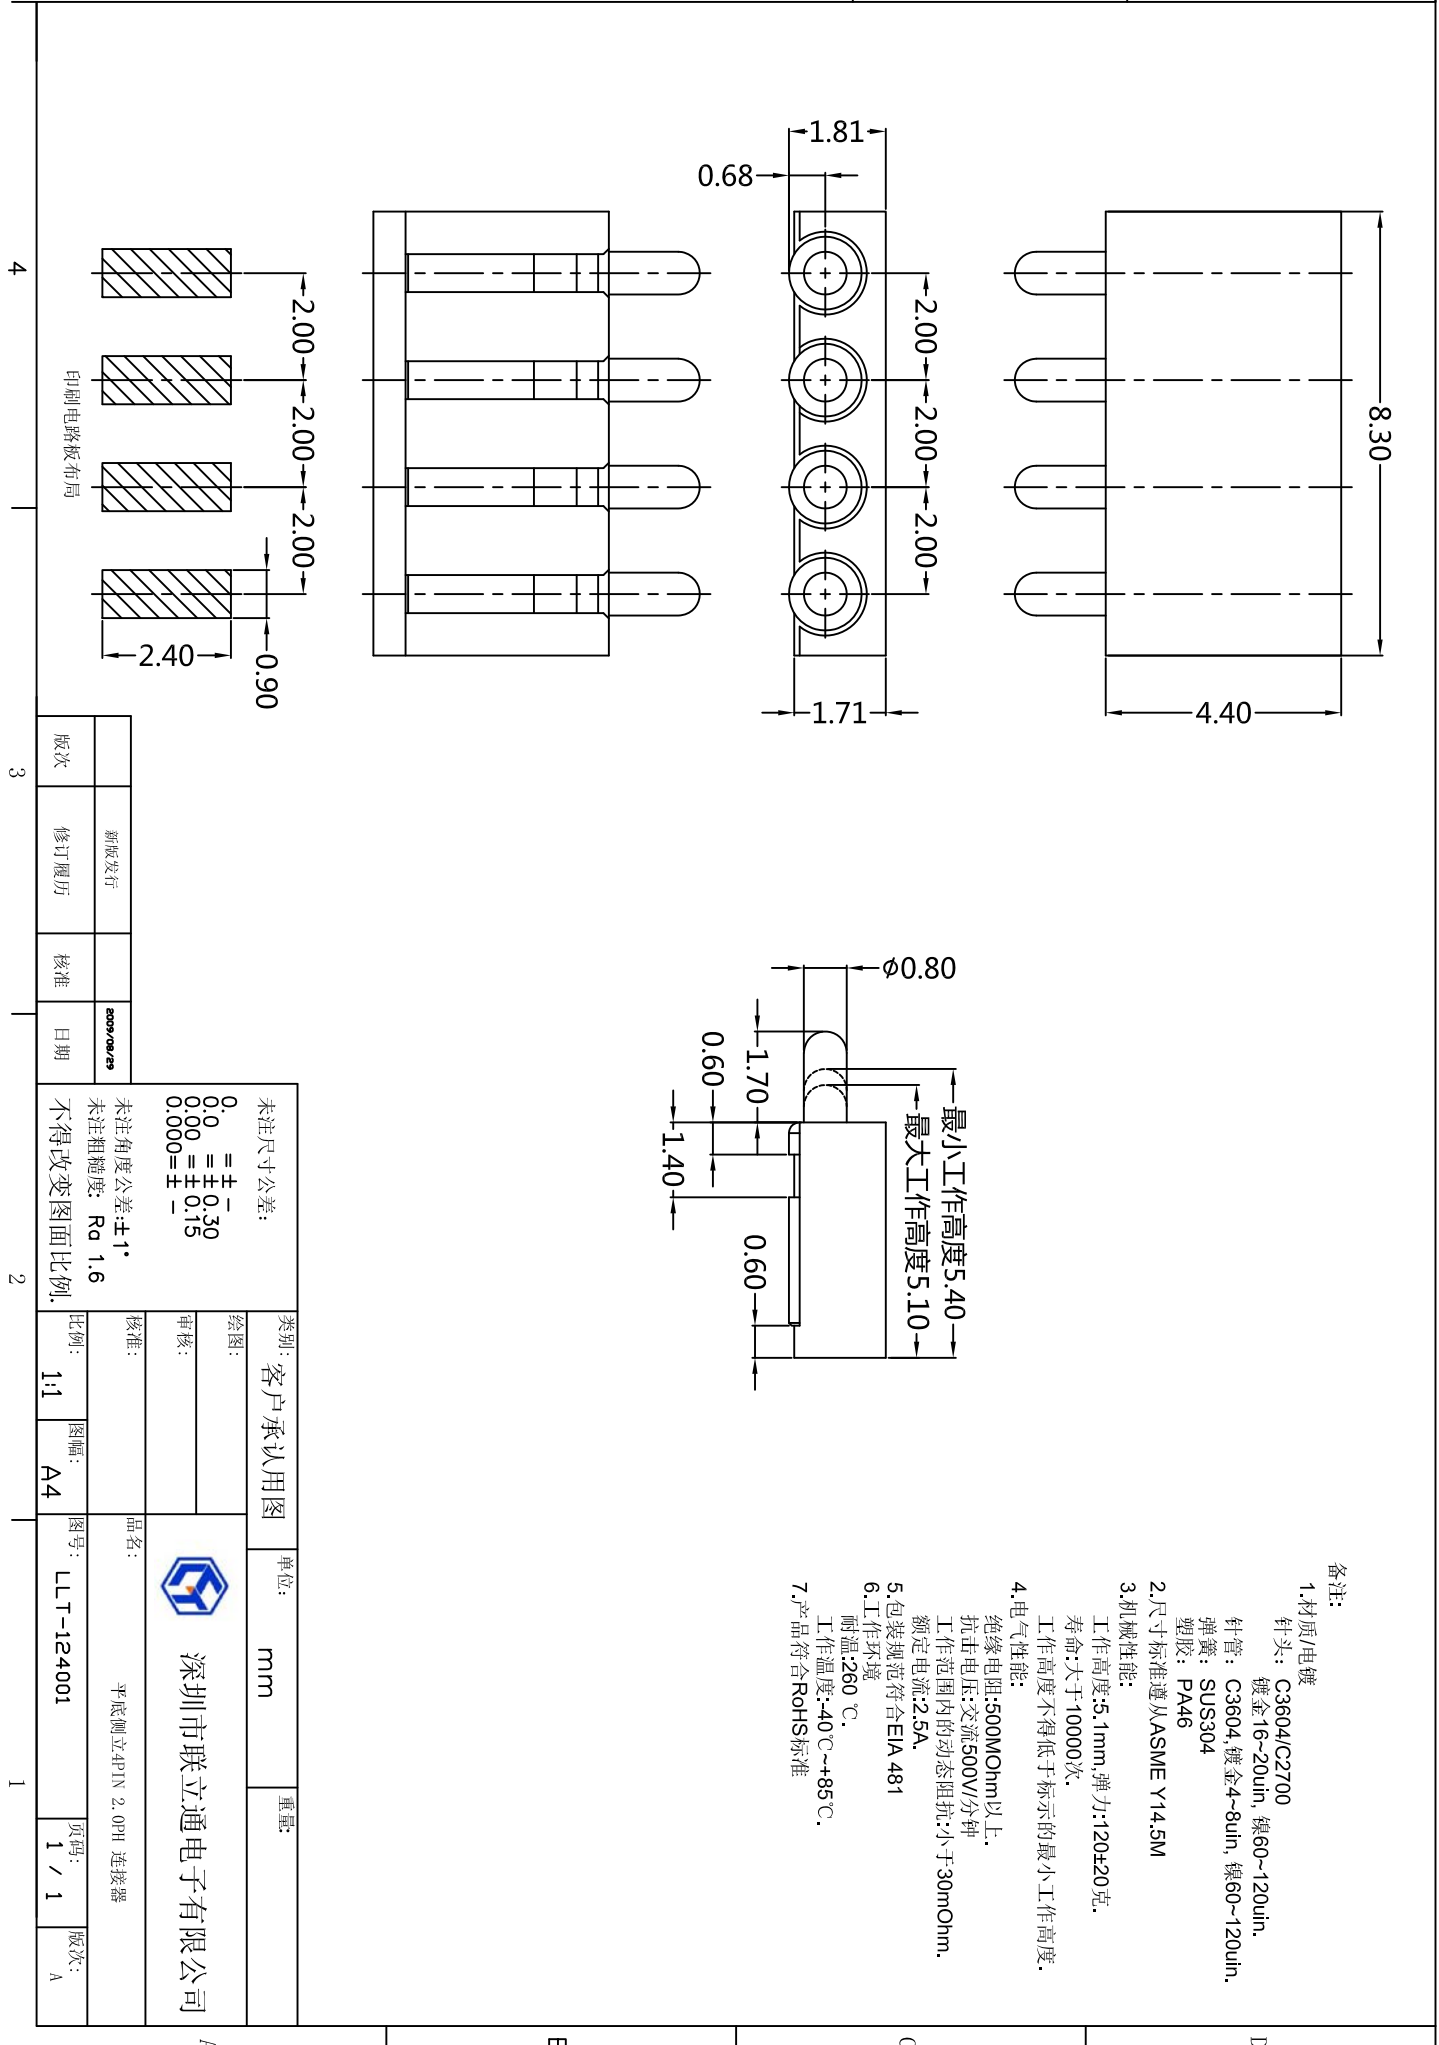 8.30
4.40
1.81
0.68
2.00
2.00
2.00
1.71
2.00
2.00
2.00
0.90
2.40
印刷电路板布局
ϕ0.80
最小工作高度5.40
最大工作高度5.10
1.70
0.60
1.40
0.60
备注:
1.材质/电镀
针头: C3604/C2700
镀金16~20uin, 镍60~120uin.
针管: C3604,镀金4~8uin, 镍60~120uin.
弹簧: SUS304
塑胶: PA46
2.尺寸标准遵从ASME Y14.5M
3.机械性能:
工作高度:5.1mm,弹力:120±20克.
寿命:大于10000次.
工作高度不得低于标示的最小工作高度.
4.电气性能:
绝缘电阻:500MOhm以上.
抗击电压:交流500V/分钟
工作范围内的动态阻抗:小于30mOhm.
额定电流:2.5A.
5.包装规范符合EIA 481
6.工作环境
耐温:260 ℃.
工作温度:-40℃~+85℃.
7.产品符合RoHS标准
新版发行
2009/08/29
版次
修订履历
核准
日期
未注尺寸公差:
0. =± -
0.0 =± 0.30
0.00 =± 0.15
0.000=± -
未注角度公差:±1°
未注粗糙度: Ra 1.6
不得改变图面比例.
类别: 客户承认用图
单位: mm
重量:
绘图:
审核:
核准:
深圳市联立通电子有限公司
品名:
平底侧立4PIN 2.0PH 连接器
比例: 1:1
图幅: A4
图号: LLT-124001
页码: 1 / 1
版次: A
4
3
2
1